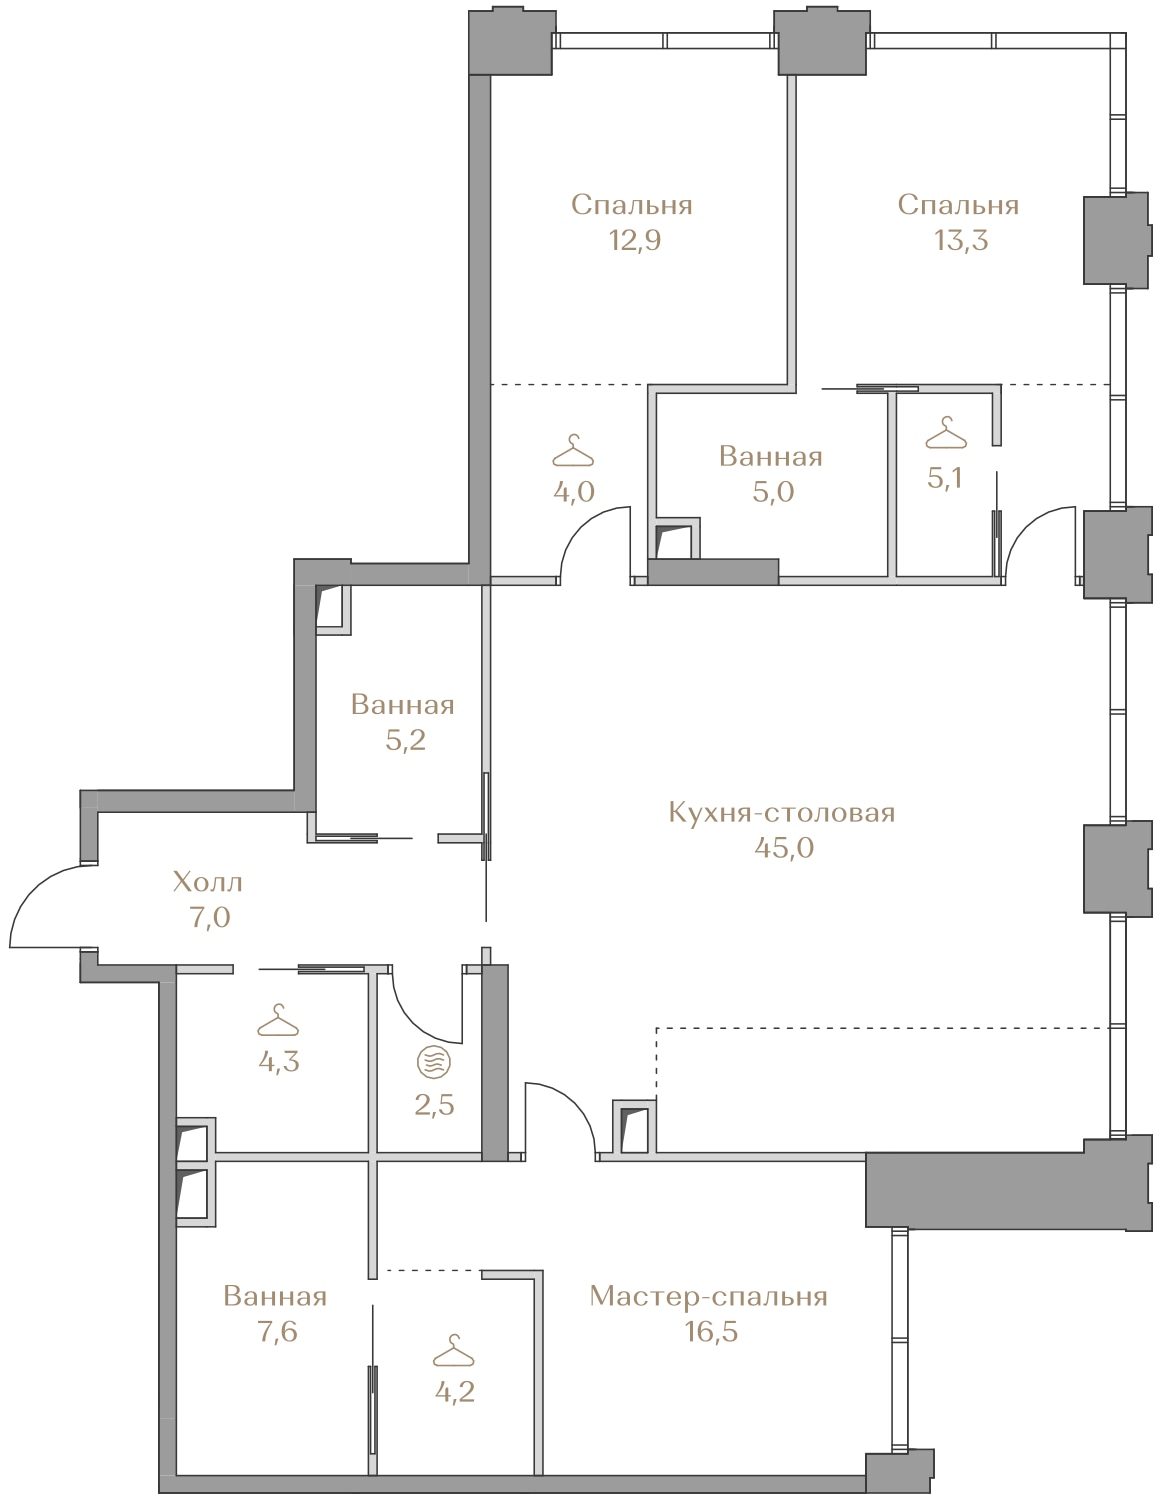 Спальня
12,9
Спальня
13,3
4,0
Ванная
5,0
5,1
Ванная
5,2
Кухня-столовая
45,0
Холл
7,0
4,3
2,5
Ванная
7,6
4,2
Мастер-спальня
16,5